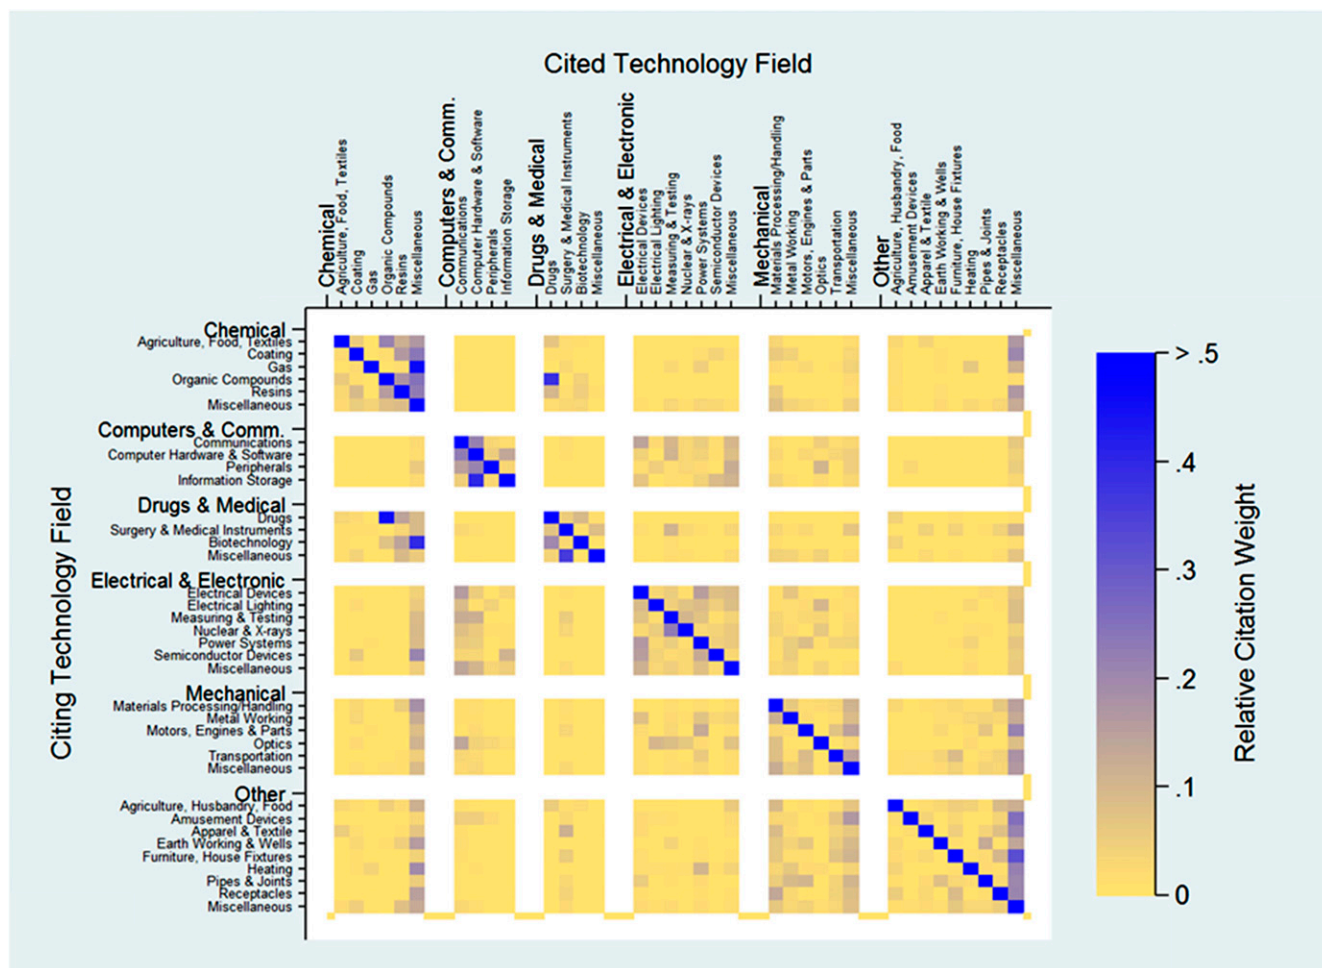 Cited Technology Field
Chemical
Agriculture, Food, Textiles
Coating
Gas
Organic Compounds
Resins
Miscellaneous
Computers & Comm.
Communications
Computer Hardware & Software
Peripherals
Information Storage
Drugs & Medical
Drugs
Surgery & Medical Instruments
Biotechnology
Miscellaneous
Electrical & Electronic
Electrical Devices
Electrical Lighting
Measuring & Testing
Nuclear & X-rays
Power Systems
Semiconductor Devices
Miscellaneous
Mechanical
Materials Processing/Handling
Metal Working
Motors, Engines & Parts
Optics
Transportation
Miscellaneous
Other
Agriculture, Husbandry, Food
Amusement Devices
Apparel & Textile
Earth Working & Wells
Furniture, House Fixtures
Heating
Pipes & Joints
Receptacles
Miscellaneous
Citing Technology Field
Chemical
Agriculture, Food, Textiles
Coating
Gas
Organic Compounds
Resins
Miscellaneous
Computers & Comm.
Communications
Computer Hardware & Software
Peripherals
Information Storage
Drugs & Medical
Drugs
Surgery & Medical Instruments
Biotechnology
Miscellaneous
Electrical & Electronic
Electrical Devices
Electrical Lighting
Measuring & Testing
Nuclear & X-rays
Power Systems
Semiconductor Devices
Miscellaneous
Mechanical
Materials Processing/Handling
Metal Working
Motors, Engines & Parts
Optics
Transportation
Miscellaneous
Other
Agriculture, Husbandry, Food
Amusement Devices
Apparel & Textile
Earth Working & Wells
Furniture, House Fixtures
Heating
Pipes & Joints
Receptacles
Miscellaneous
> .5
.4
.3
.2
.1
0
Relative Citation Weight